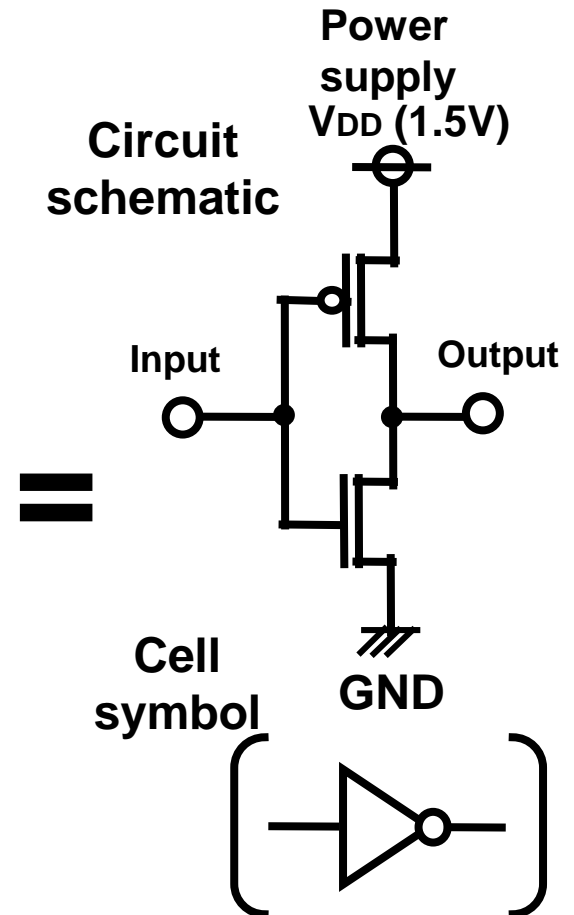 Power
supply
VDD (1.5V)
Circuit
schematic
Input
Output
GND
Cell
symbol